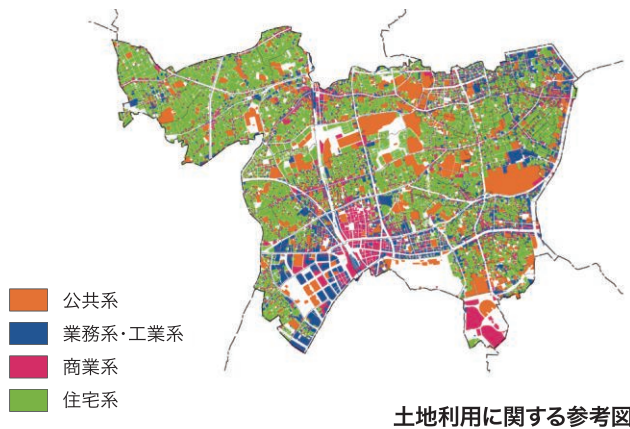 公共系
業務系・工業系
商業系
住宅系
土地利用に関する参考図